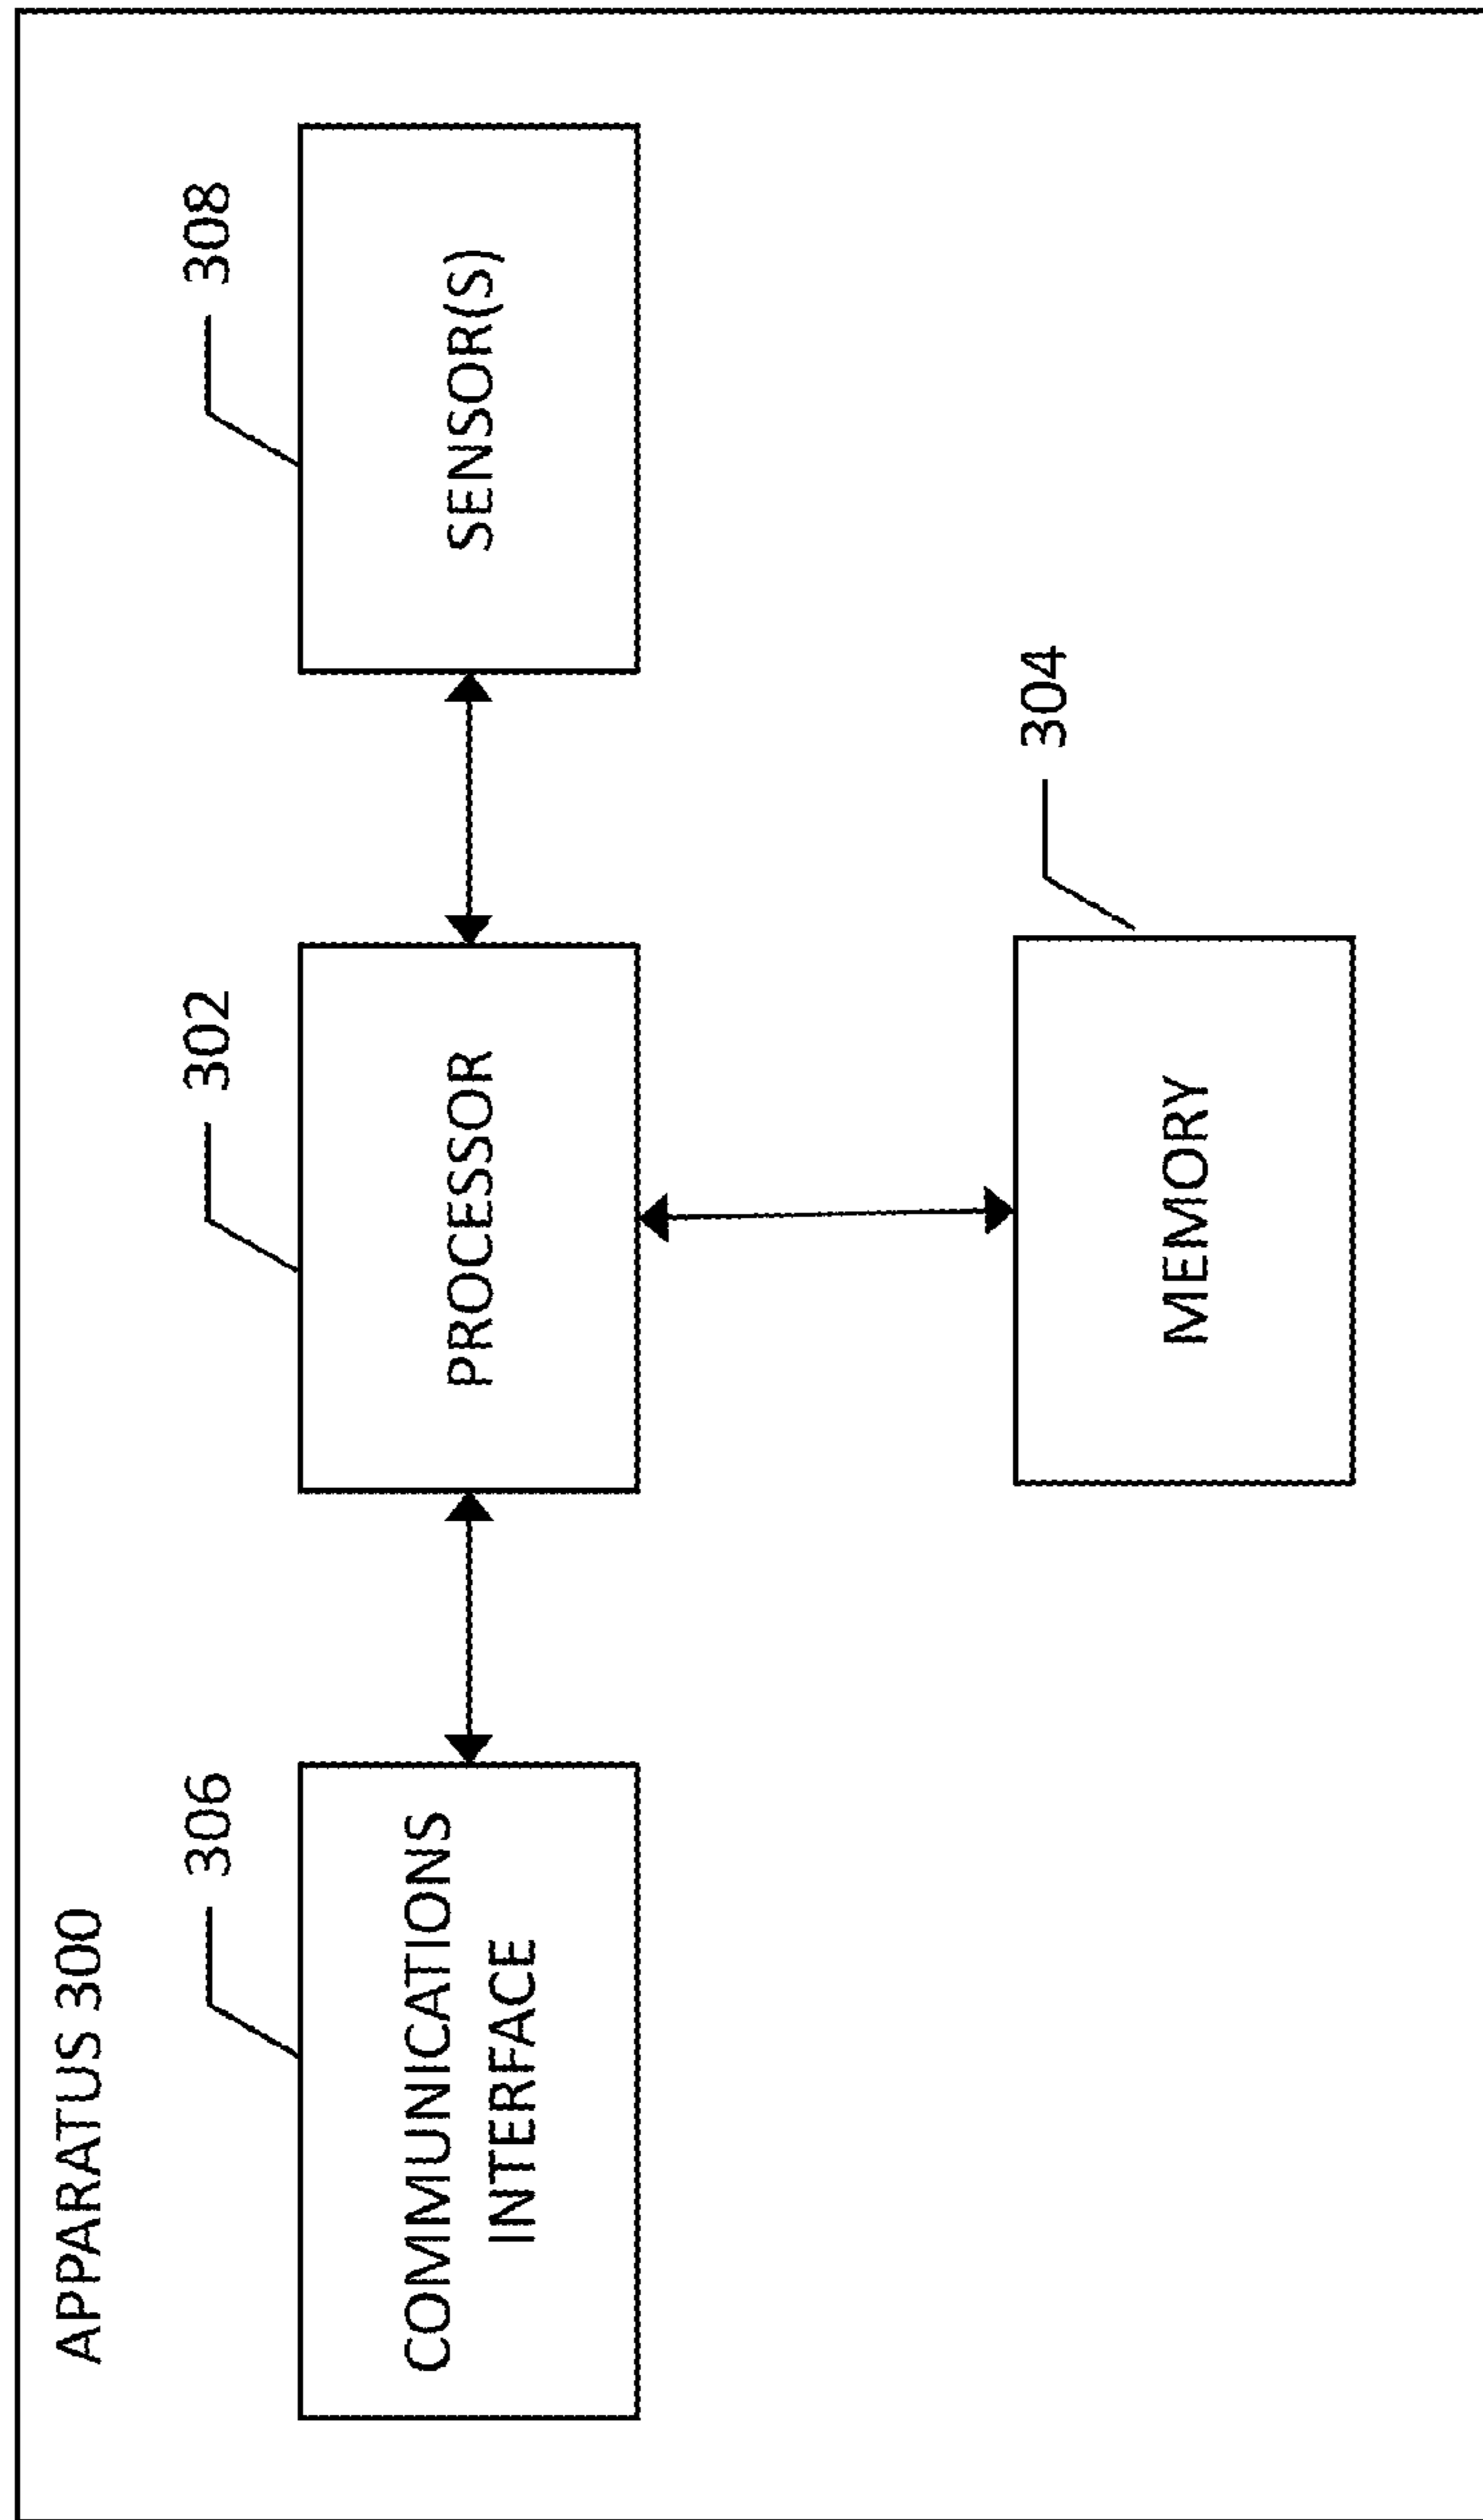 APPARATUS 300
306
302
308
COMMUNICATIONS
INTERFACE
PROCESSOR
SENSOR(S)
304
MEMORY